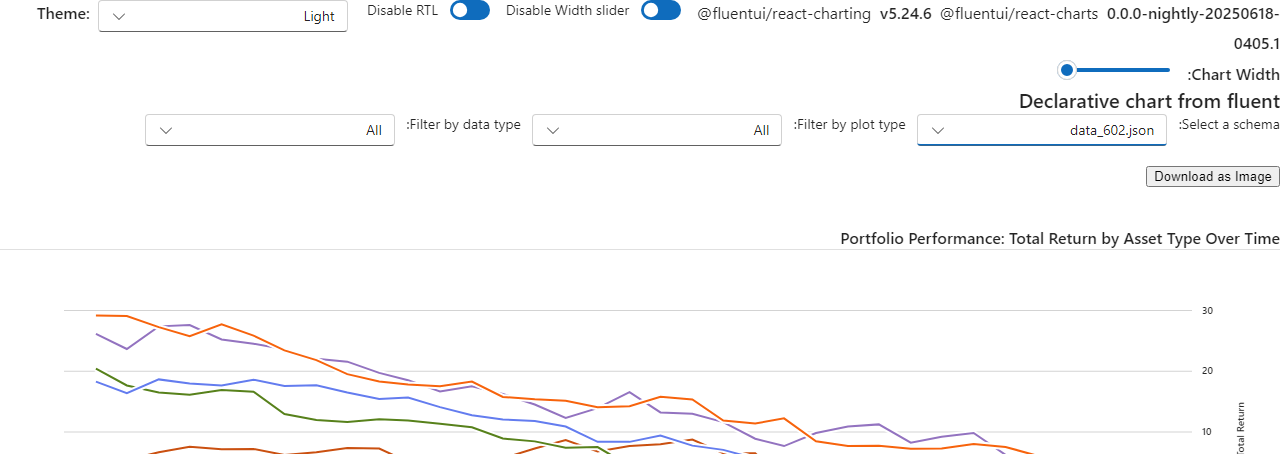 Theme:
Light
Disable RTL
Disable Width slider
@fluentui/react-charting v5.24.6 @fluentui/react-charts 0.0.0-nightly-20250618-
0405.1
:Chart Width
Declarative chart from fluent
:Select a schema
data_602.json
:Filter by plot type
All
:Filter by data type
All
Download as Image
Portfolio Performance: Total Return by Asset Type Over Time
30
20
10
Total Return